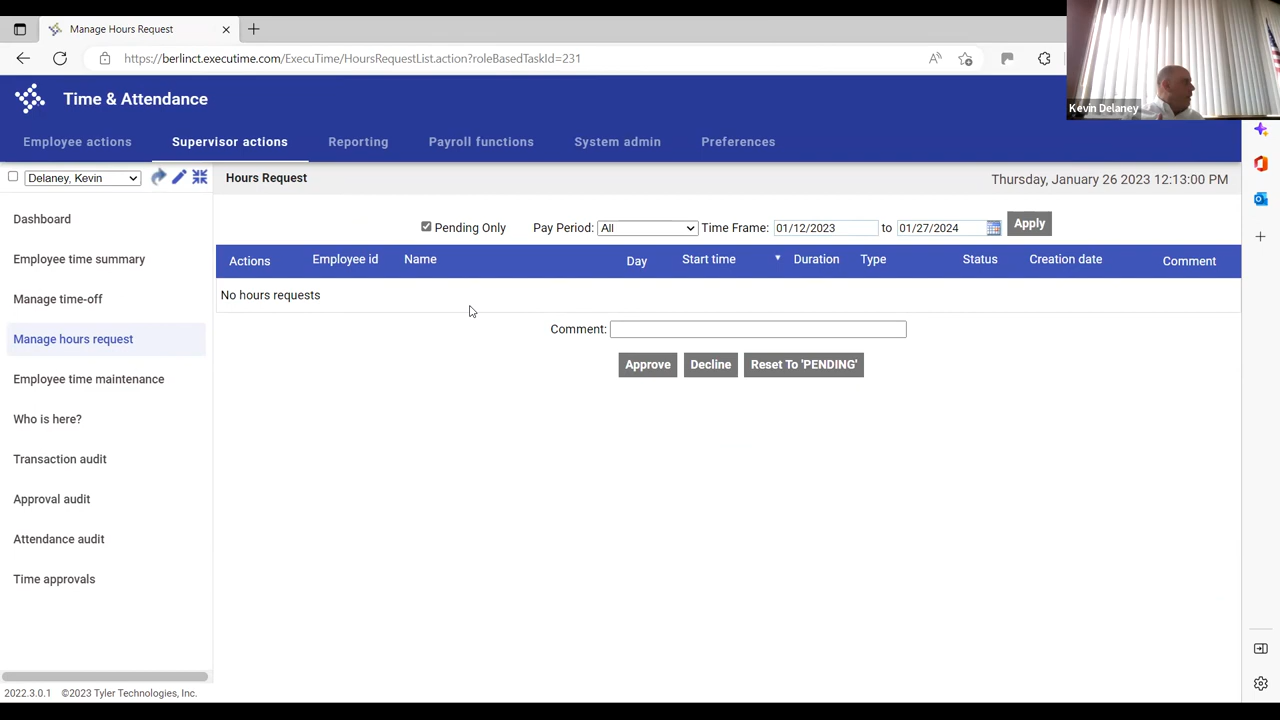 Manage Hours Request
https://berlinct.executime.com/ExecuTime/HoursRequestList.action?roleBasedTaskId=231
Kevin Delaney
Time & Attendance
Employee actions Supervisor actions Reporting Payroll functions System admin Preferences
Delaney, Kevin Hours Request Thursday, January 26 2023 12:13:00 PM
Dashboard
Employee time summary
Manage time-off
Manage hours request
Employee time maintenance
Who is here?
Transaction audit
Approval audit
Attendance audit
Time approvals
Pending Only Pay Period: All Time Frame: 01/12/2023 to 01/27/2024 Apply
Actions Employee id Name Day Start time Duration Type Status Creation date Comment
No hours requests
Comment:
Approve Decline Reset To 'PENDING'
2022.3.0.1 ©2023 Tyler Technologies, Inc.